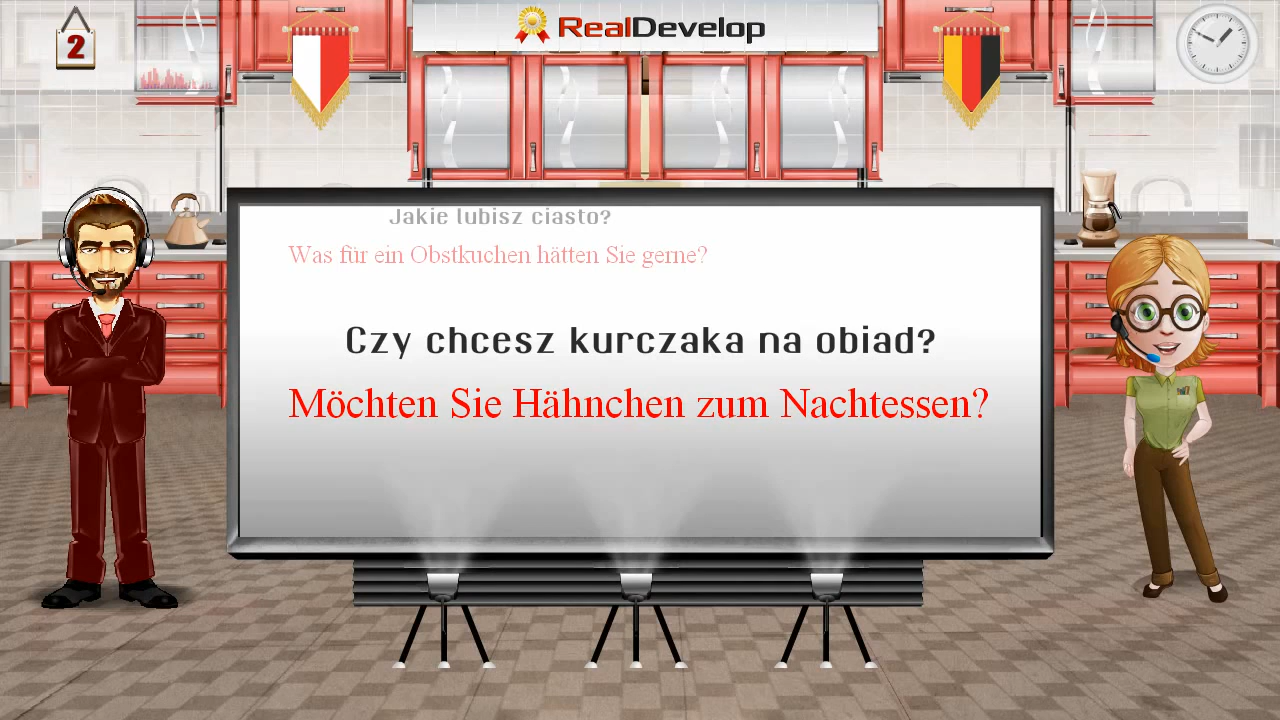 2
RealDevelop
Jakie lubisz ciasto?
Was für ein Obstkuchen hätten Sie gerne?
Czy chcesz kurczaka na obiad?
Möchten Sie Hähnchen zum Nachtessen?